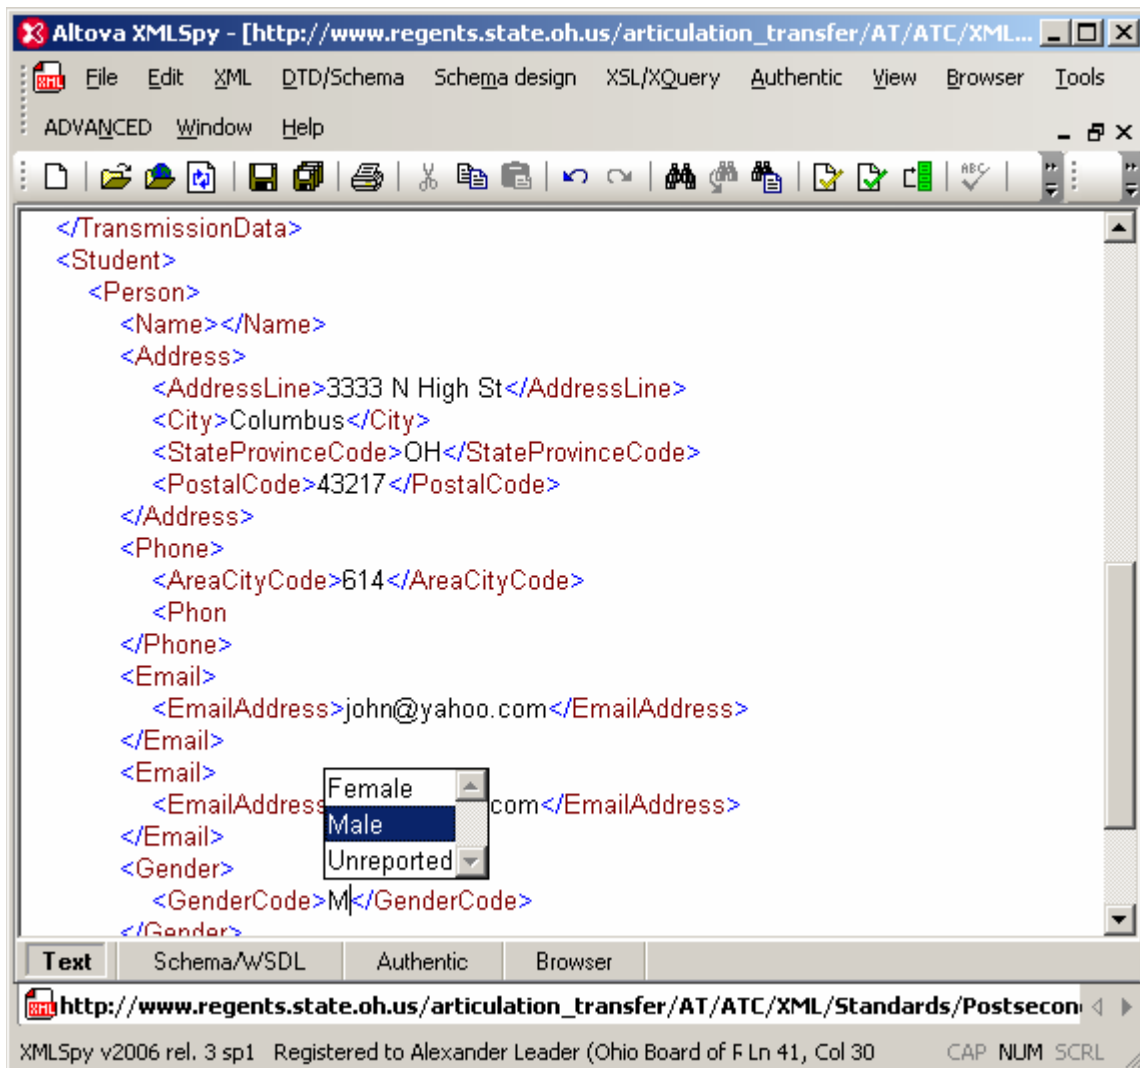 Altova XMLSpy - [http://www.regents.state.oh.us/articulation_transfer/AT/ATC/XML...
File Edit XML DTD/Schema Schema design XSL/XQuery Authentic View Browser Tools
ADVANCED Window Help
</TransmissionData>
<Student>
<Person>
<Name></Name>
<Address>
<AddressLine>3333 N High St</AddressLine>
<City>Columbus</City>
<StateProvinceCode>OH</StateProvinceCode>
<PostalCode>43217</PostalCode>
</Address>
<Phone>
<AreaCityCode>614</AreaCityCode>
<Phon
</Phone>
<Email>
<EmailAddress>john@yahoo.com</EmailAddress>
</Email>
<Email>
Female
<EmailAddress com</EmailAddress>
Male
</Email>
Unreported
<Gender>
<GenderCode>M</GenderCode>
</Gender>
Text Schema/WSDL Authentic Browser
http://www.regents.state.oh.us/articulation_transfer/AT/ATC/XML/Standards/Postsecon
XMLSpy v2006 rel. 3 sp1 Registered to Alexander Leader (Ohio Board of F Ln 41, Col 30 CAP NUM SCRL